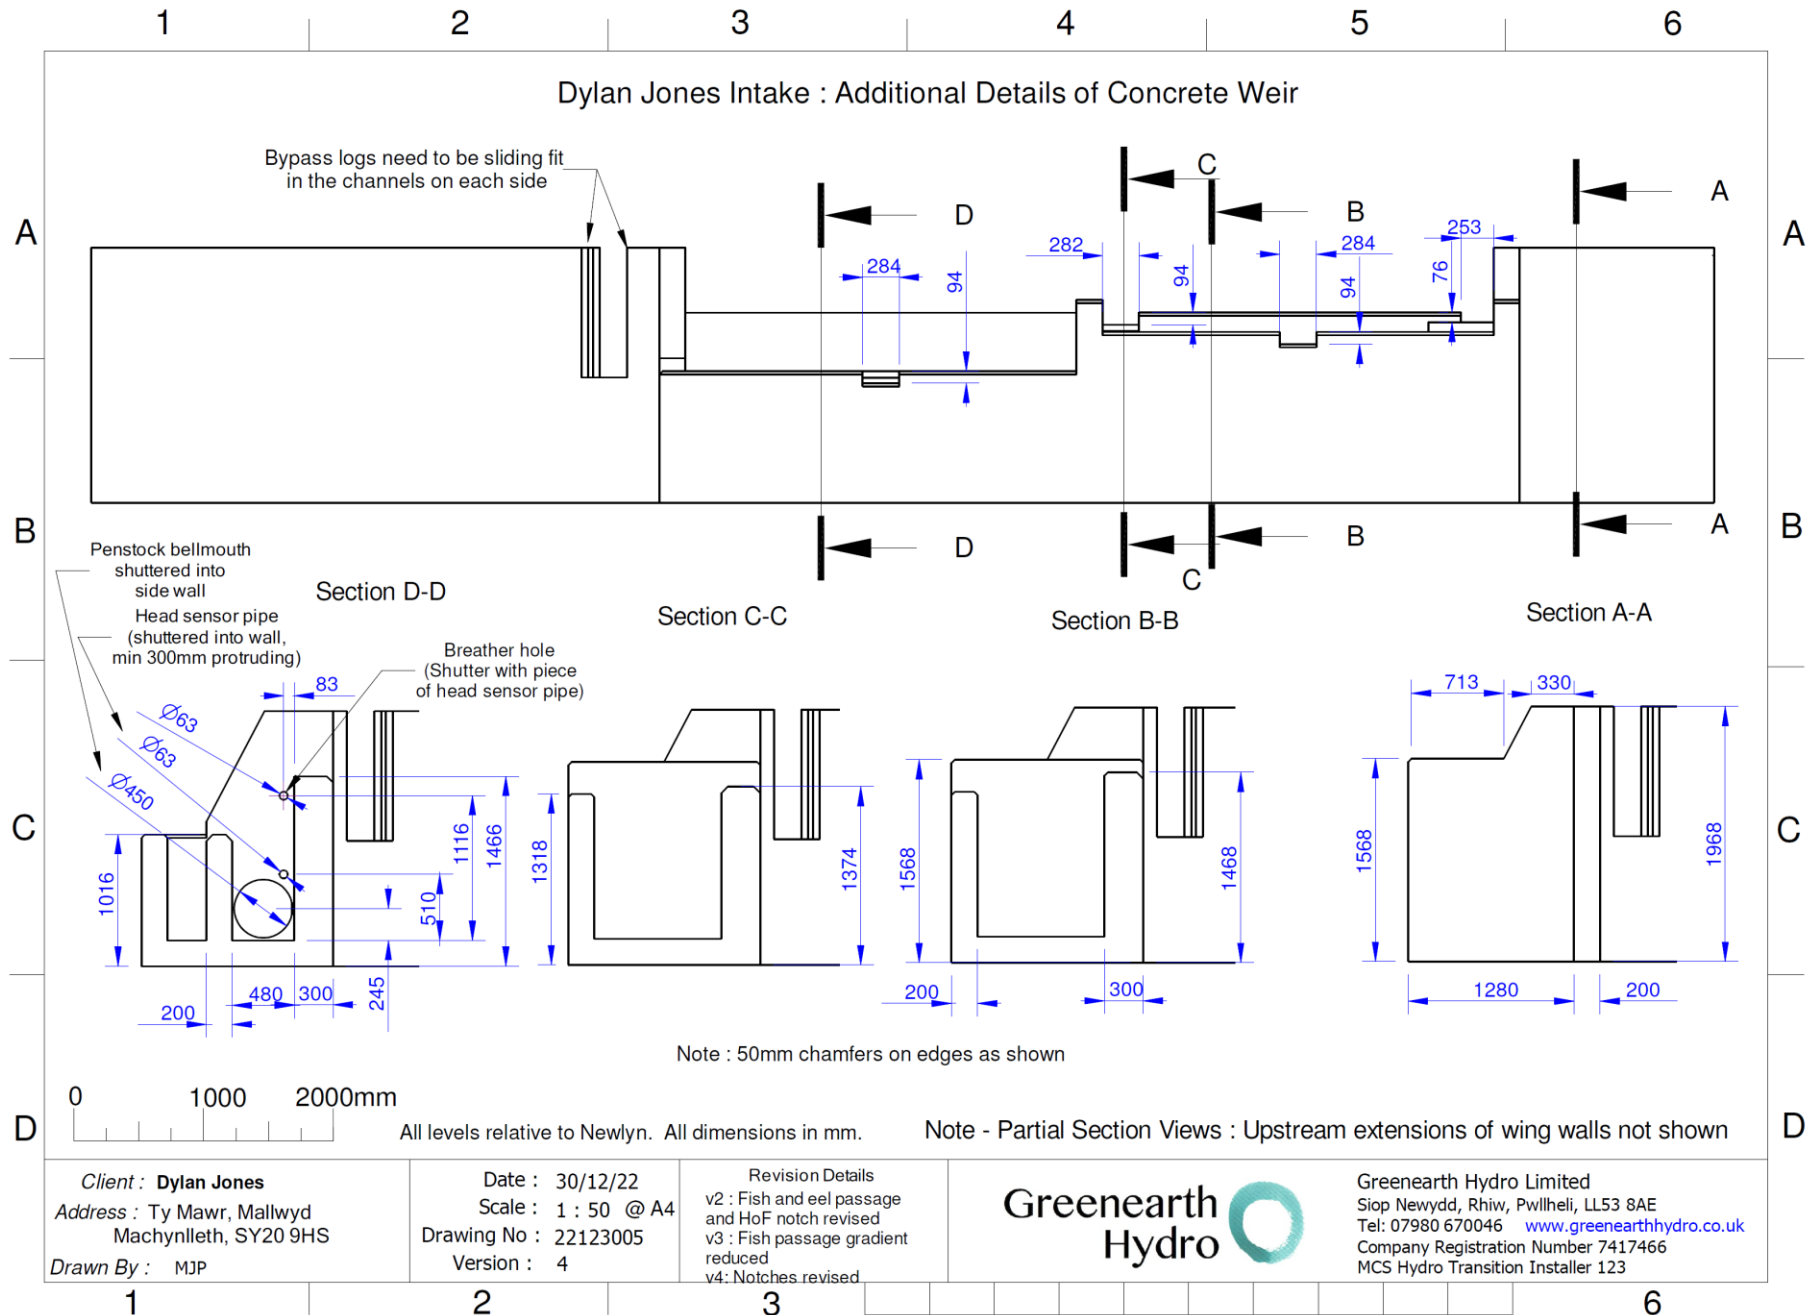 1 2 3 4 5 6
Dylan Jones Intake : Additional Details of Concrete Weir
Bypass logs need to be sliding fit
in the channels on each side
A
A
D
C
B
A
284
94
282
94
284
94
76
253
B
B
D
C
B
A
Penstock bellmouth
shuttered into
side wall
Head sensor pipe
(shuttered into wall,
min 300mm protruding)
Section D-D
Section C-C
Section B-B
Section A-A
Breather hole
(Shutter with piece
of head sensor pipe)
83
Ø63
Ø63
Ø450
1016
1116
1466
510
245
200
480
300
1318
1374
1568
1468
200
300
713
330
1568
1968
1280
200
C
C
Note : 50mm chamfers on edges as shown
0 1000 2000mm
D
D
All levels relative to Newlyn. All dimensions in mm.
Note - Partial Section Views : Upstream extensions of wing walls not shown
Client : Dylan Jones
Address : Ty Mawr, Mallwyd
Machynlleth, SY20 9HS
Drawn By : MJP
Date : 30/12/22
Scale : 1 : 50 @ A4
Drawing No : 22123005
Version : 4
Revision Details
v2 : Fish and eel passage
and HoF notch revised
v3 : Fish passage gradient
reduced
v4: Notches revised
Greenearth
Hydro
Greenearth Hydro Limited
Siop Newydd, Rhiw, Pwllheli, LL53 8AE
Tel: 07980 670046 www.greenearthhydro.co.uk
Company Registration Number 7417466
MCS Hydro Transition Installer 123
1 2 3 6